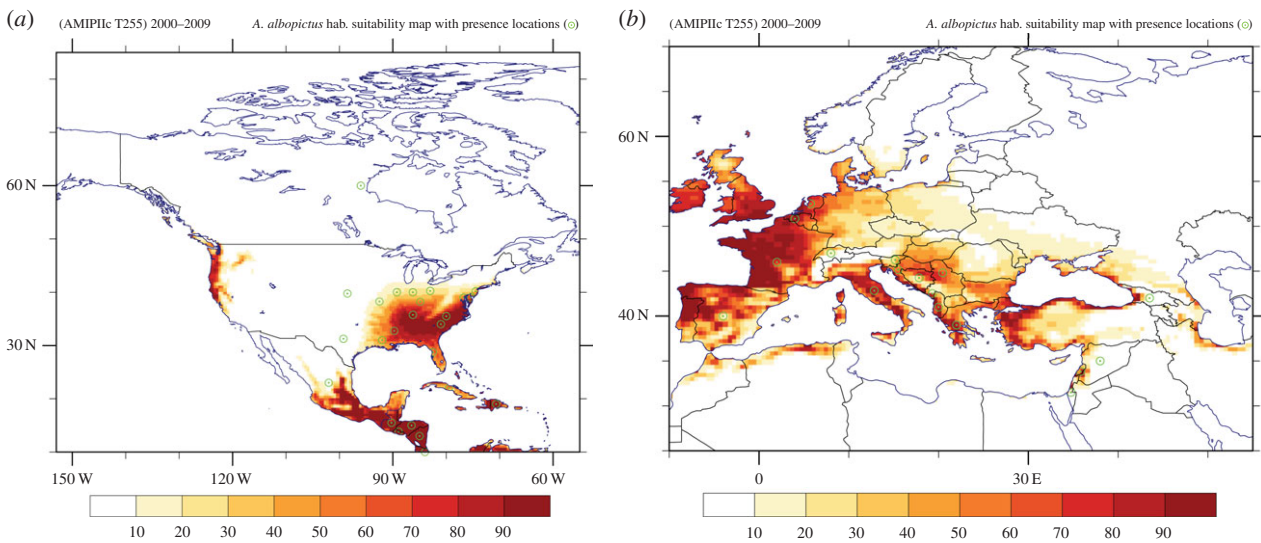 (a) (AMIPIIc T255) 2000–2009 A. albopictus hab. suitability map with presence locations (⊙)
60 N
30 N
150 W 120 W 90 W 60 W
10 20 30 40 50 60 70 80 90
(b) (AMIPIIc T255) 2000–2009 A. albopictus hab. suitability map with presence locations (⊙)
60 N
40 N
0 30 E
10 20 30 40 50 60 70 80 90